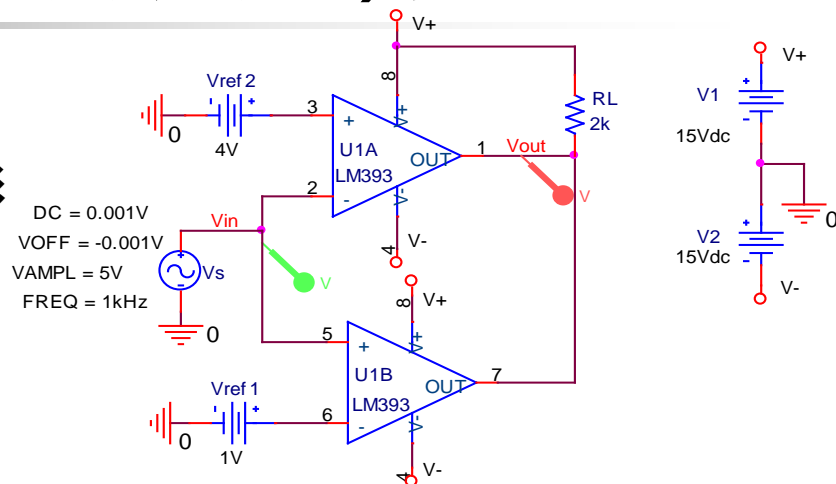 V+
8
V+
Vref 2
3
+
RL
V+
V1
0
4V
U1A
OUT
1
Vout
2k
15Vdc
LM393
2
-
V-
V
DC = 0.001V
Vin
VOFF = -0.001V
4
V-
V2
0
VAMPL = 5V
Vs
V
15Vdc
FREQ = 1kHz
8
V+
V-
0
5
+
V+
U1B
OUT
7
Vref 1
LM393
6
-
V-
0
1V
4
V-